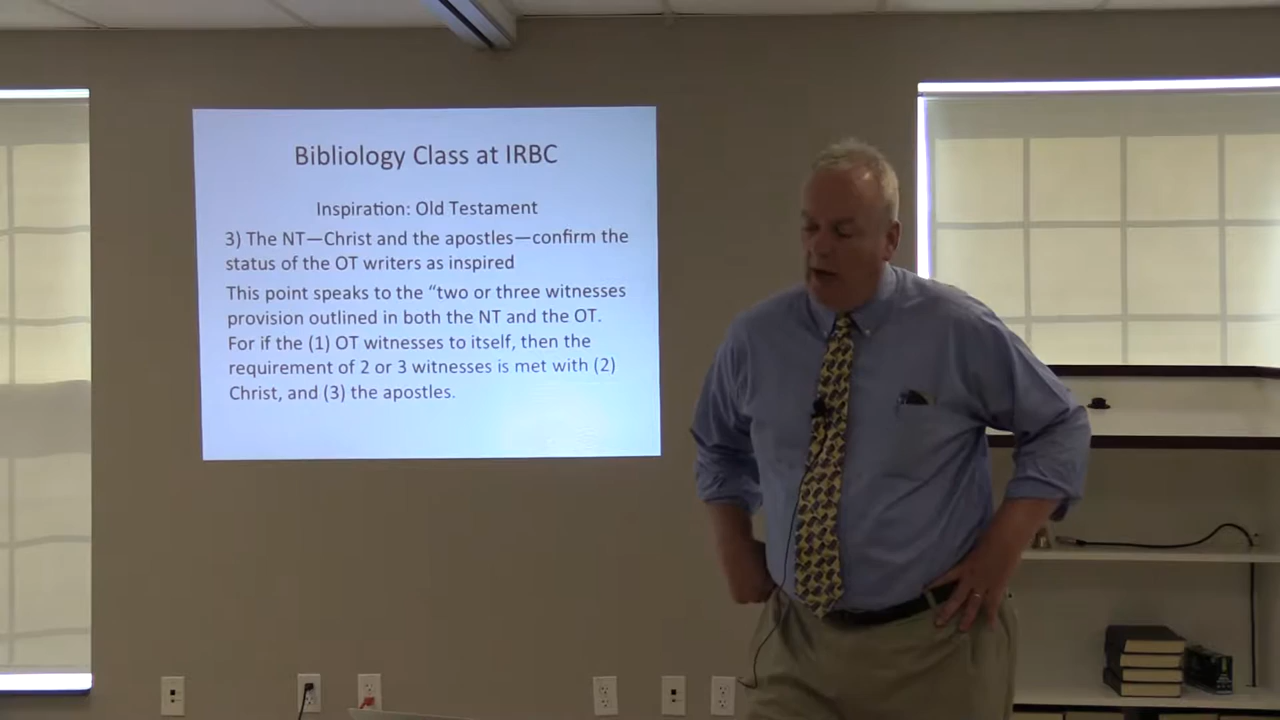 Bibliology Class at IRBC
Inspiration: Old Testament
3) The NT—Christ and the apostles—confirm the
status of the OT writers as inspired
This point speaks to the “two or three witnesses
provision outlined in both the NT and the OT.
For if the (1) OT witnesses to itself, then the
requirement of 2 or 3 witnesses is met with (2)
Christ, and (3) the apostles.